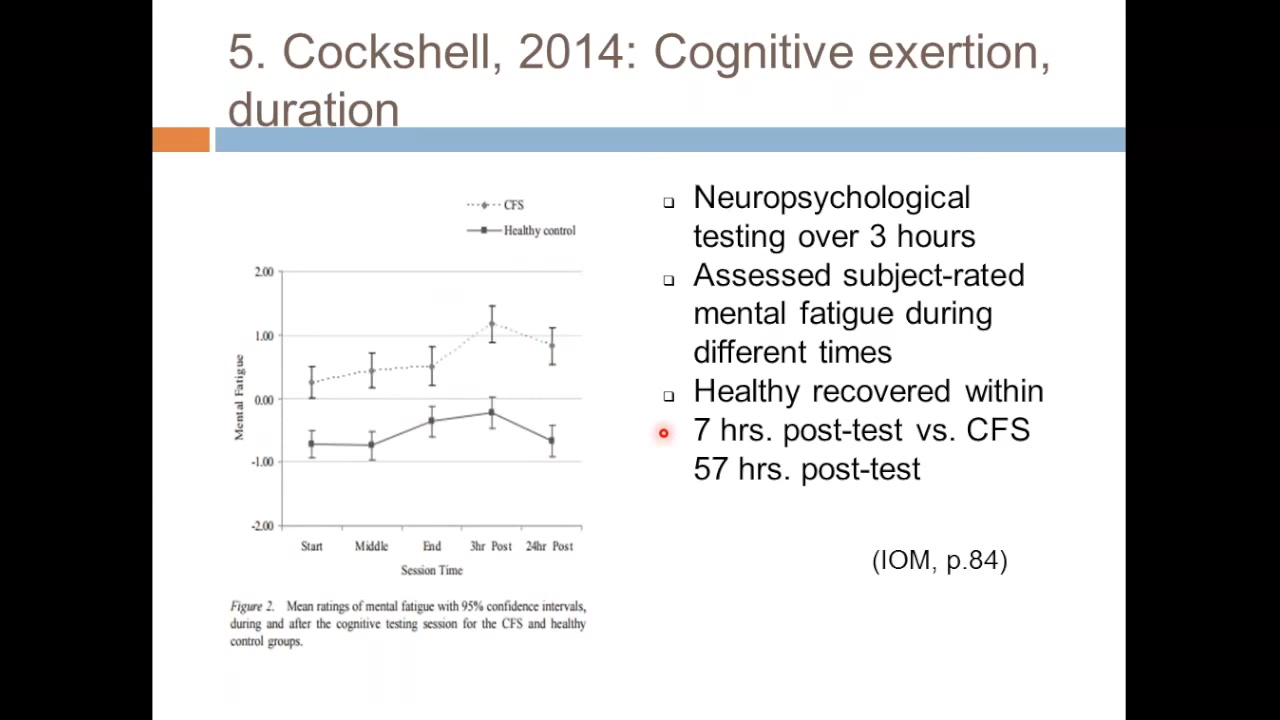 5. Cockshell, 2014: Cognitive exertion,
duration
CFS
Healthy control
2.00
1.00
0.00
-1.00
-2.00
Mental Fatigue
Start Middle End 3hr Post 24hr Post
Session Time
Figure 2. Mean ratings of mental fatigue with 95% confidence intervals,
during and after the cognitive testing session for the CFS and healthy
control groups.
Neuropsychological
testing over 3 hours
Assessed subject-rated
mental fatigue during
different times
Healthy recovered within
7 hrs. post-test vs. CFS
57 hrs. post-test
(IOM, p.84)